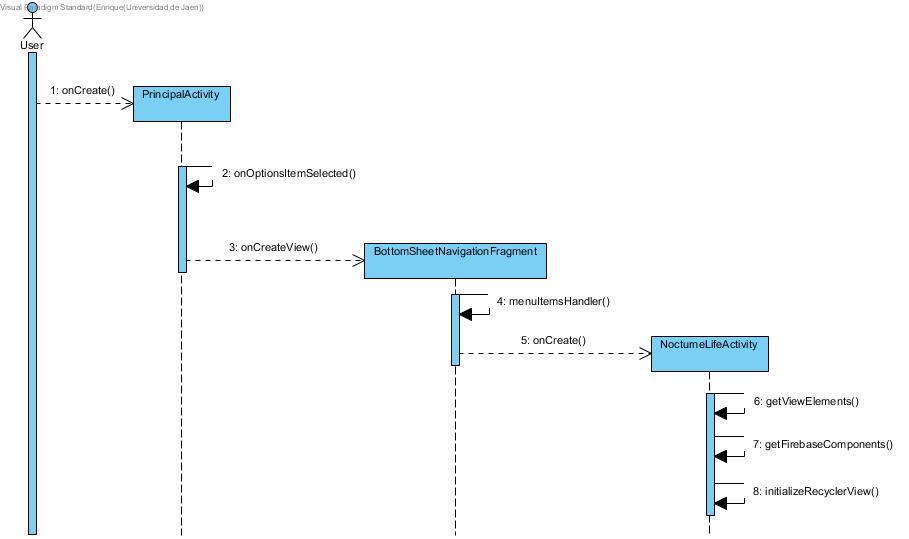 Visual Paradigm Standard(Enrique(Universidad de Jaen))
User
1: onCreate()
PrincipalActivity
2: onOptionsItemSelected()
3: onCreateView()
BottomSheetNavigationFragment
4: menuItemsHandler()
5: onCreate()
NocturneLifeActivity
6: getViewElements()
7: getFirebaseComponents()
8: initializeRecyclerView()